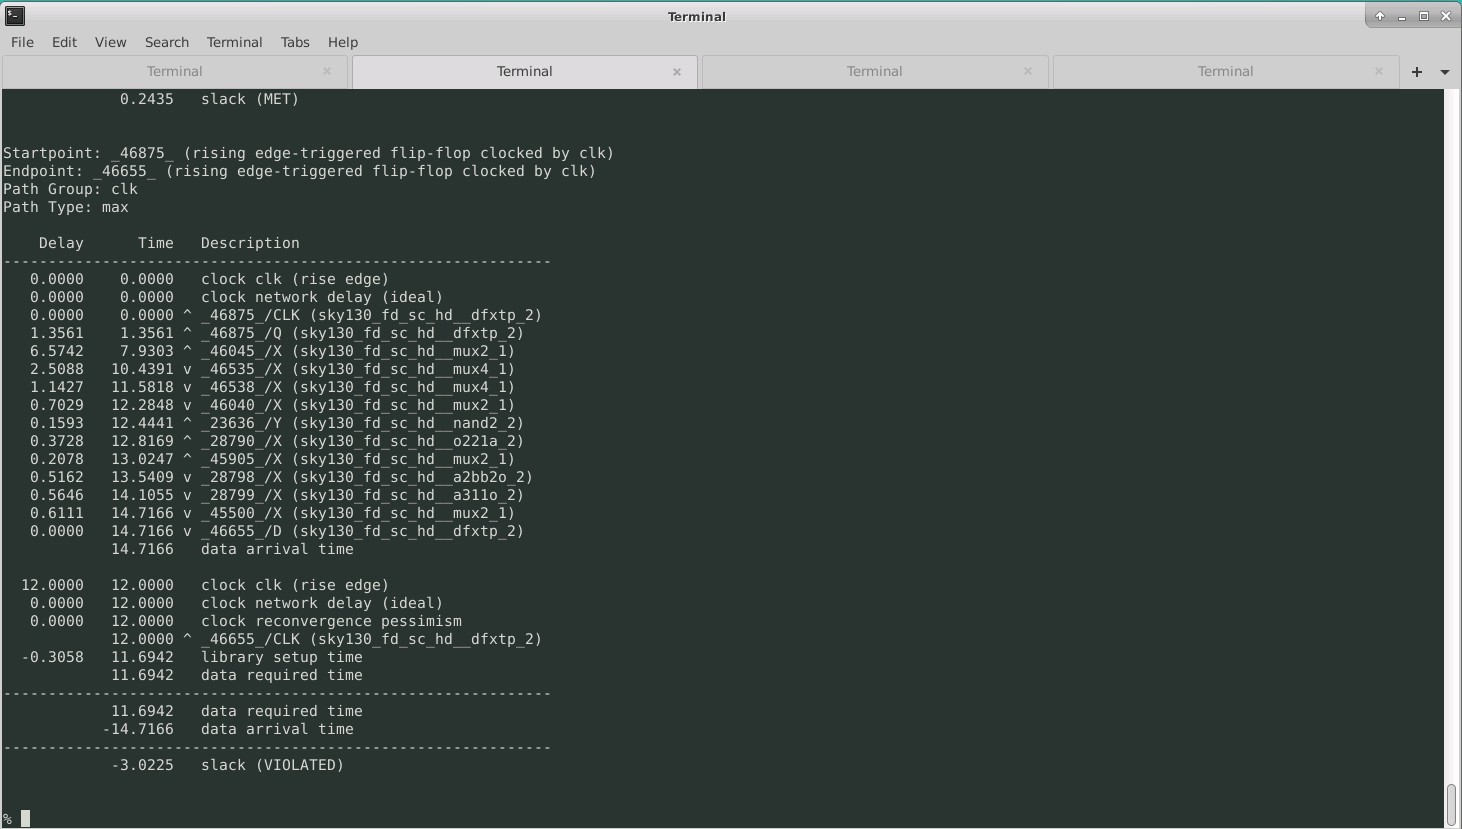 Terminal
File Edit View Search Terminal Tabs Help
Terminal × Terminal × Terminal × Terminal × +
0.2435 slack (MET)
Startpoint: _46875_ (rising edge-triggered flip-flop clocked by clk)
Endpoint: _46655_ (rising edge-triggered flip-flop clocked by clk)
Path Group: clk
Path Type: max
Delay Time Description
-------------------------------------------------------------
0.0000 0.0000 clock clk (rise edge)
0.0000 0.0000 clock network delay (ideal)
0.0000 0.0000 ^ _46875_/CLK (sky130_fd_sc_hd__dfxtp_2)
1.3561 1.3561 ^ _46875_/Q (sky130_fd_sc_hd__dfxtp_2)
6.5742 7.9303 ^ _46045_/X (sky130_fd_sc_hd__mux2_1)
2.5088 10.4391 v _46535_/X (sky130_fd_sc_hd__mux4_1)
1.1427 11.5818 v _46538_/X (sky130_fd_sc_hd__mux4_1)
0.7029 12.2848 v _46040_/X (sky130_fd_sc_hd__mux2_1)
0.1593 12.4441 ^ _23636_/Y (sky130_fd_sc_hd__nand2_2)
0.3728 12.8169 ^ _28790_/X (sky130_fd_sc_hd__o221a_2)
0.2078 13.0247 ^ _45905_/X (sky130_fd_sc_hd__mux2_1)
0.5162 13.5409 v _28798_/X (sky130_fd_sc_hd__a2bb2o_2)
0.5646 14.1055 v _28799_/X (sky130_fd_sc_hd__a311o_2)
0.6111 14.7166 v _45500_/X (sky130_fd_sc_hd__mux2_1)
0.0000 14.7166 v _46655_/D (sky130_fd_sc_hd__dfxtp_2)
14.7166 data arrival time
12.0000 12.0000 clock clk (rise edge)
0.0000 12.0000 clock network delay (ideal)
0.0000 12.0000 clock reconvergence pessimism
12.0000 ^ _46655_/CLK (sky130_fd_sc_hd__dfxtp_2)
-0.3058 11.6942 library setup time
11.6942 data required time
-------------------------------------------------------------
11.6942 data required time
-14.7166 data arrival time
-------------------------------------------------------------
-3.0225 slack (VIOLATED)
%